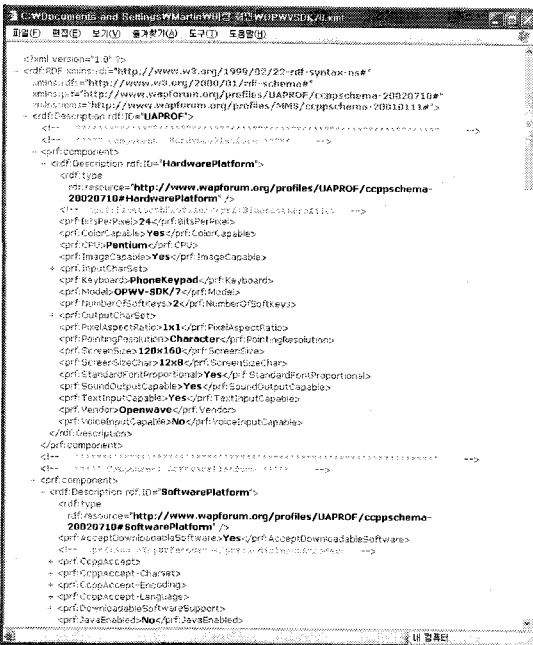 C:\Documents and Settings\Martin\바탕 화면\OPWVSDK70.xml
파일(F) 편집(E) 보기(V) 즐겨찾기(A) 도구(T) 도움말(H)
<?xml version="1.0" ?>
- <rdf:RDF xmlns:rdf="http://www.w3.org/1999/02/22-rdf-syntax-ns#"
xmlns:rdfs="http://www.w3.org/2000/01/rdf-schema#"
xmlns:prf="http://www.wapforum.org/profiles/UAPROF/ccppschema-20020710#"
xmlns:mms="http://www.wapforum.org/profiles/MMS/ccppschema-20010111#">
- <rdf:Description rdf:ID="UAPROF">
<!-- -->
<!-- ***** Component: HardwarePlatform ***** -->
- <prf:component>
- <rdf:Description rdf:ID="HardwarePlatform">
<rdf:type
rdf:resource="http://www.wapforum.org/profiles/UAPROF/ccppschema-
20020710#HardwarePlatform" />
<!-- -->
<prf:BitsPerPixel>24</prf:BitsPerPixel>
<prf:ColorCapable>Yes</prf:ColorCapable>
<prf:CPU>Pentium</prf:CPU>
<prf:ImageCapable>Yes</prf:ImageCapable>
+ <prf:InputCharSet>
<prf:Keyboard>PhoneKeypad</prf:Keyboard>
<prf:Model>OPWV-SDK/7</prf:Model>
<prf:NumberOfSoftKeys>2</prf:NumberOfSoftKeys>
+ <prf:OutputCharSet>
<prf:PixelAspectRatio>1x1</prf:PixelAspectRatio>
<prf:PointingResolution>Character</prf:PointingResolution>
<prf:ScreenSize>120x160</prf:ScreenSize>
<prf:ScreenSizeChar>12x8</prf:ScreenSizeChar>
<prf:StandardFontProportional>Yes</prf:StandardFontProportional>
<prf:SoundOutputCapable>Yes</prf:SoundOutputCapable>
<prf:TextInputCapable>Yes</prf:TextInputCapable>
<prf:Vendor>Openwave</prf:Vendor>
<prf:VoiceInputCapable>No</prf:VoiceInputCapable>
</rdf:Description>
</prf:component>
<!-- -->
<!-- ***** Component: SoftwarePlatform ***** -->
- <prf:component>
- <rdf:Description rdf:ID="SoftwarePlatform">
<rdf:type
rdf:resource="http://www.wapforum.org/profiles/UAPROF/ccppschema-
20020710#SoftwarePlatform" />
<prf:AcceptDownloadableSoftware>Yes</prf:AcceptDownloadableSoftware>
<!-- -->
+ <prf:CcppAccept>
+ <prf:CcppAccept-Charset>
+ <prf:CcppAccept-Encoding>
+ <prf:CcppAccept-Language>
+ <prf:DownloadableSoftwareSupport>
<prf:JavaEnabled>No</prf:JavaEnabled>
내 컴퓨터